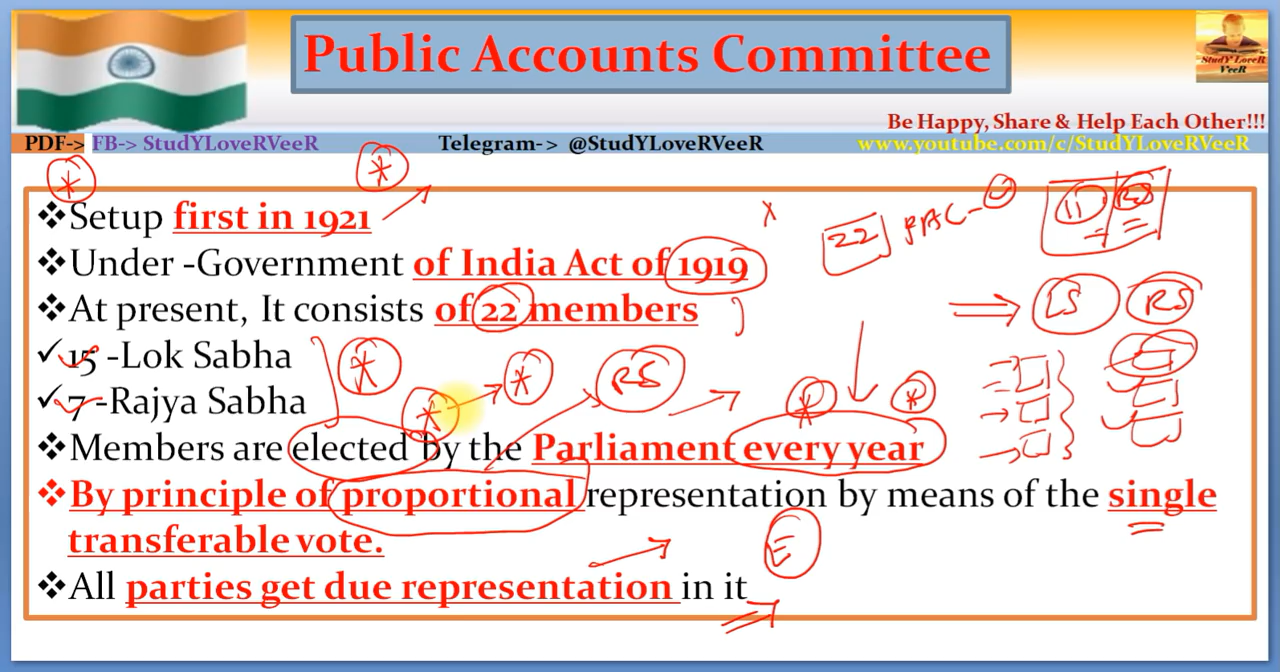 Public Accounts Committee
StudY LoveR
VeeR
Be Happy, Share & Help Each Other!!!
PDF-> FB-> StudYLoveRVeeR Telegram-> @StudYLoveRVeeR www.youtube.com/c/StudYLoveRVeeR
❖Setup first in 1921
22 PAC- 11 RS
❖Under -Government of India Act of 1919
❖At present, It consists of 22 members
LS RS
✓15 -Lok Sabha
RS
✓7 -Rajya Sabha
❖Members are elected by the Parliament every year
❖By principle of proportional representation by means of the single
transferable vote.
E
❖All parties get due representation in it